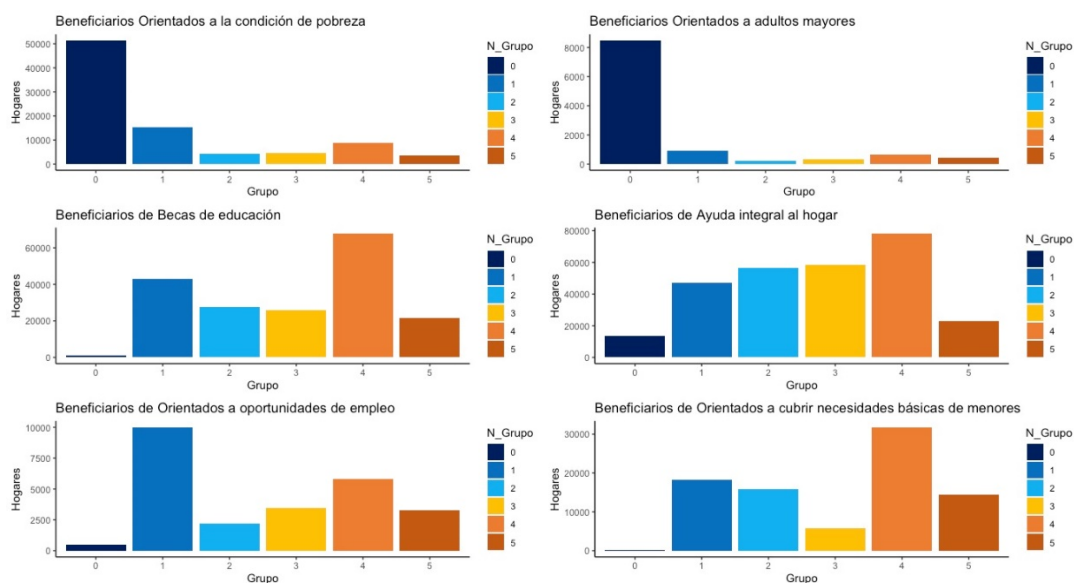 Beneficiarios Orientados a la condición de pobreza
50000
40000
30000
20000
10000
0
Hogares
0 1 2 3 4 5
Grupo
N_Grupo
0
1
2
3
4
5
Beneficiarios Orientados a adultos mayores
8000
6000
4000
2000
0
Hogares
0 1 2 3 4 5
Grupo
N_Grupo
0
1
2
3
4
5
Beneficiarios de Becas de educación
60000
40000
20000
0
Hogares
0 1 2 3 4 5
Grupo
N_Grupo
0
1
2
3
4
5
Beneficiarios de Ayuda integral al hogar
80000
60000
40000
20000
0
Hogares
0 1 2 3 4 5
Grupo
N_Grupo
0
1
2
3
4
5
Beneficiarios de Orientados a oportunidades de empleo
10000
7500
5000
2500
0
Hogares
0 1 2 3 4 5
Grupo
N_Grupo
0
1
2
3
4
5
Beneficiarios de Orientados a cubrir necesidades básicas de menores
30000
20000
10000
0
Hogares
0 1 2 3 4 5
Grupo
N_Grupo
0
1
2
3
4
5